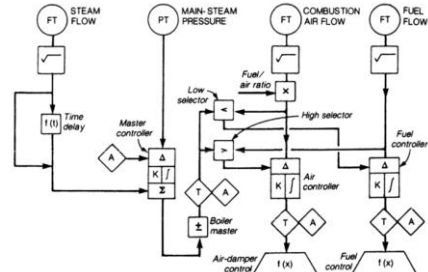 STEAM
FLOW
MAIN-STEAM
PRESSURE
COMBUSTION
AIR FLOW
FUEL
FLOW
FT
PT
FT
FT
√
√
√
Fuel/
air ratio
×
Low
selector
<
High selector
>
f(t)
Time
delay
Master
controller
A
Δ
K ∫
Σ
T A
±
Boiler
master
Δ
K ∫
Air
controller
Δ
K ∫
Fuel
controller
T A
T A
Air-damper
control
f(x)
Fuel
control
f(x)